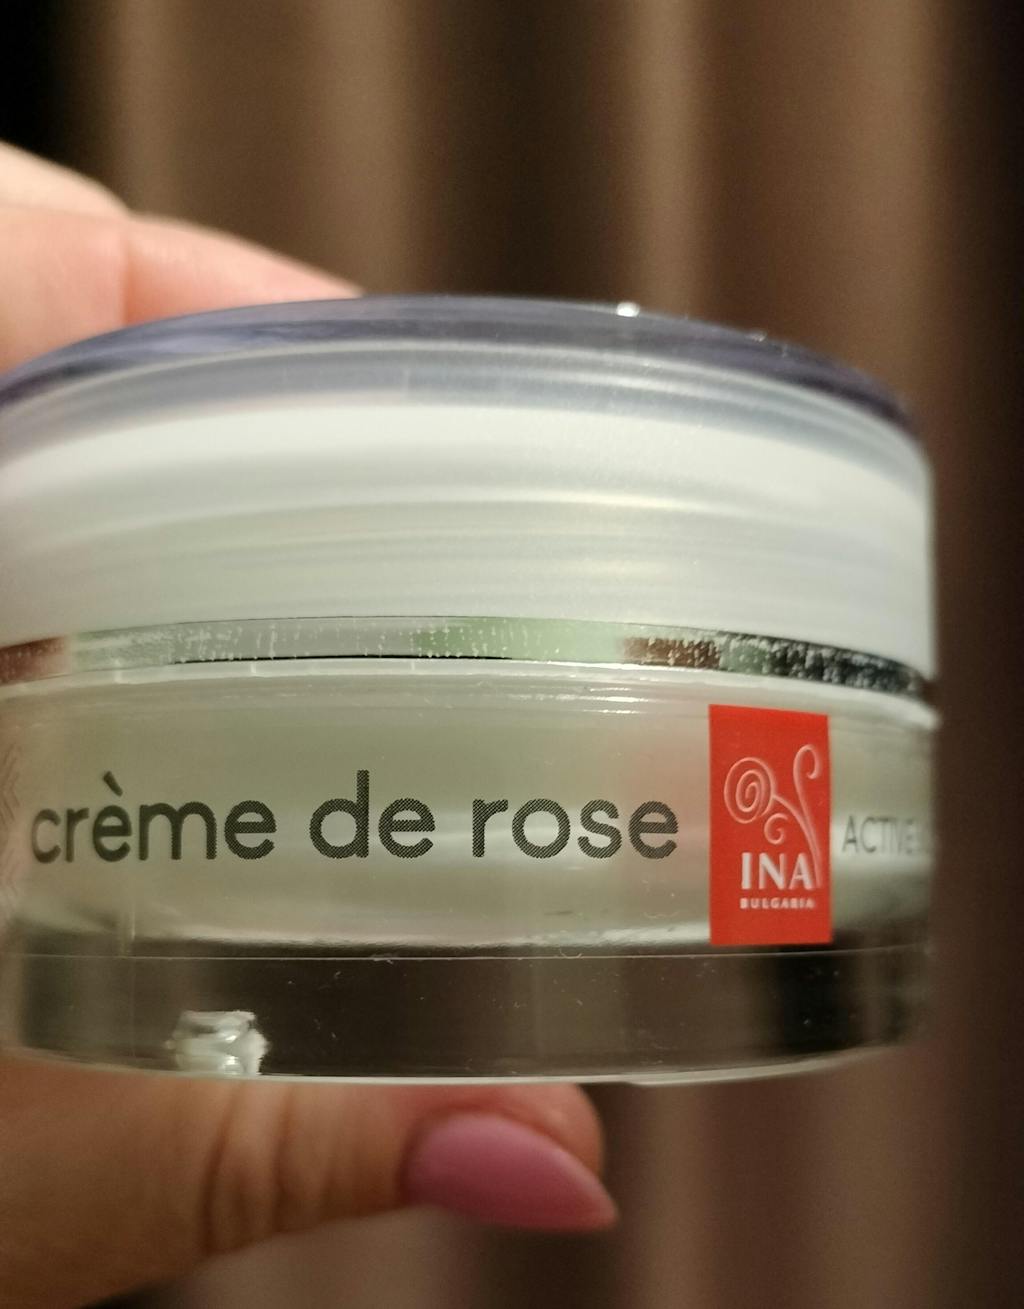 crème de rose
INA
BULGARIA
ACTIVE